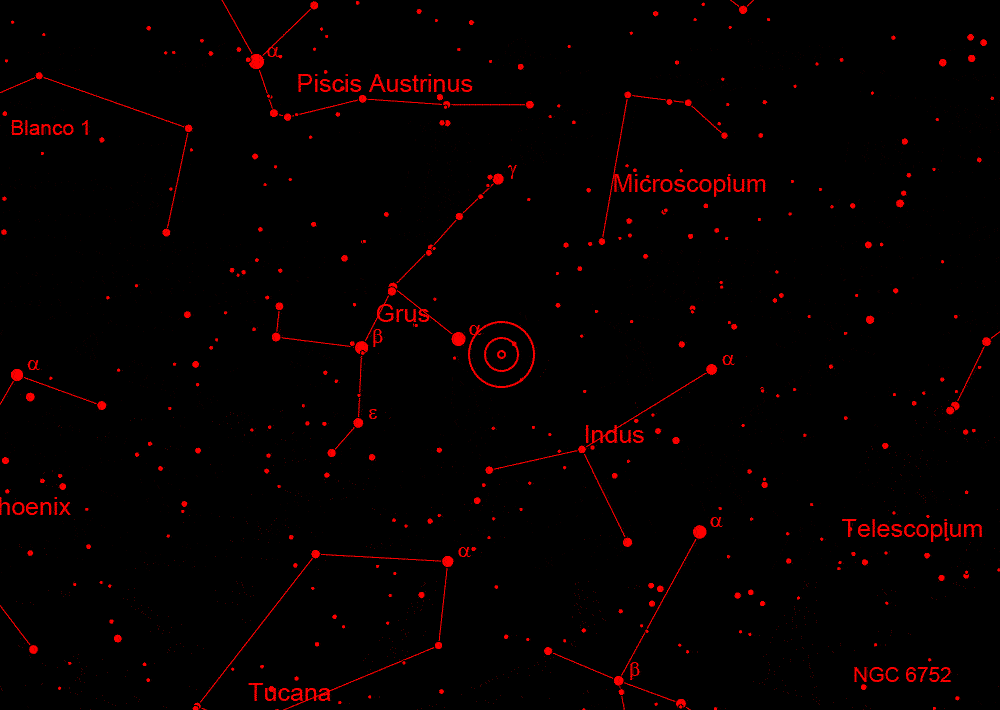 α
Piscis Austrinus
Blanco 1
γ
Microscopium
Grus
α
β
α
α
ε
Indus
hoenix
α
Telescopium
α
β
NGC 6752
Tucana